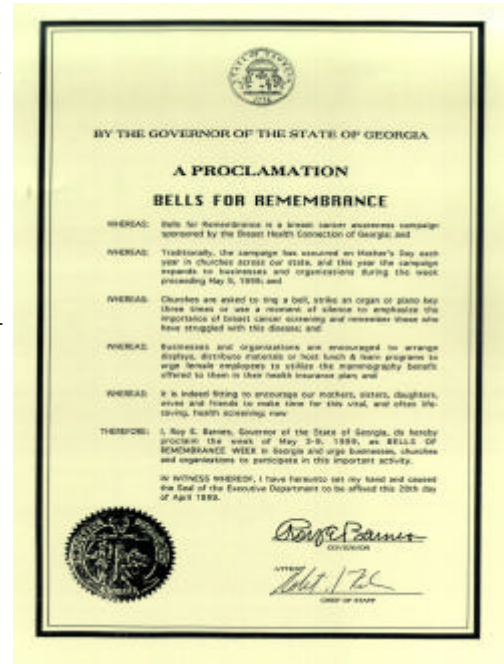 BY THE GOVERNOR OF THE STATE OF GEORGIA
A PROCLAMATION
BELLS FOR REMEMBRANCE
WHEREAS: Bells for Remembrance is a breast cancer awareness campaign
sponsored by the Breast Health Connection of Georgia; and
WHEREAS: Traditionally, the campaign has occurred on Mother's Day each
year in churches across our state, and this year the campaign
expands to businesses and organizations during the week
preceding May 9, 1999; and
WHEREAS: Churches are asked to ring a bell, strike an organ or piano key
three times or use a moment of silence to emphasize the
importance of breast cancer screening and remember those who
have struggled with this disease; and
WHEREAS: Businesses and organizations are encouraged to arrange
displays, distribute materials or host lunch & learn programs to
urge female employees to utilize the mammography benefit
offered to them in their health insurance plan; and
WHEREAS: It is indeed fitting to encourage our mothers, sisters, daughters,
wives and friends to make time for this vital, and often life-
saving, health screening; now
THEREFORE: I, Roy E. Barnes, Governor of the State of Georgia, do hereby
proclaim the week of May 3-9, 1999, as BELLS OF
REMEMBRANCE WEEK in Georgia and urge businesses, churches
and organizations to participate in this important activity.
IN WITNESS WHEREOF, I have hereunto set my hand and caused
the Seal of the Executive Department to be affixed this 20th day
of April 1999.
Roy E. Barnes
GOVERNOR
ATTEST
CHIEF OF STAFF